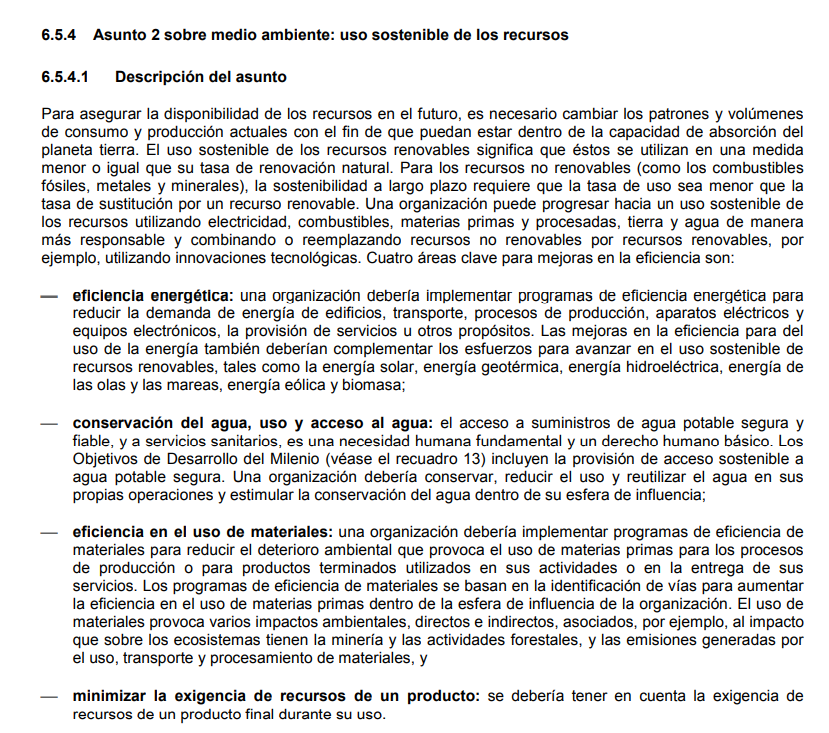 6.5.4 Asunto 2 sobre medio ambiente: uso sostenible de los recursos
6.5.4.1 Descripción del asunto
Para asegurar la disponibilidad de los recursos en el futuro, es necesario cambiar los patrones y volúmenes
de consumo y producción actuales con el fin de que puedan estar dentro de la capacidad de absorción del
planeta tierra. El uso sostenible de los recursos renovables significa que éstos se utilizan en una medida
menor o igual que su tasa de renovación natural. Para los recursos no renovables (como los combustibles
fósiles, metales y minerales), la sostenibilidad a largo plazo requiere que la tasa de uso sea menor que la
tasa de sustitución por un recurso renovable. Una organización puede progresar hacia un uso sostenible de
los recursos utilizando electricidad, combustibles, materias primas y procesadas, tierra y agua de manera
más responsable y combinando o reemplazando recursos no renovables por recursos renovables, por
ejemplo, utilizando innovaciones tecnológicas. Cuatro áreas clave para mejoras en la eficiencia son:
— eficiencia energética: una organización debería implementar programas de eficiencia energética para
reducir la demanda de energía de edificios, transporte, procesos de producción, aparatos eléctricos y
equipos electrónicos, la provisión de servicios u otros propósitos. Las mejoras en la eficiencia para del
uso de la energía también deberían complementar los esfuerzos para avanzar en el uso sostenible de
recursos renovables, tales como la energía solar, energía geotérmica, energía hidroeléctrica, energía de
las olas y las mareas, energía eólica y biomasa;
— conservación del agua, uso y acceso al agua: el acceso a suministros de agua potable segura y
fiable, y a servicios sanitarios, es una necesidad humana fundamental y un derecho humano básico. Los
Objetivos de Desarrollo del Milenio (véase el recuadro 13) incluyen la provisión de acceso sostenible a
agua potable segura. Una organización debería conservar, reducir el uso y reutilizar el agua en sus
propias operaciones y estimular la conservación del agua dentro de su esfera de influencia;
— eficiencia en el uso de materiales: una organización debería implementar programas de eficiencia de
materiales para reducir el deterioro ambiental que provoca el uso de materias primas para los procesos
de producción o para productos terminados utilizados en sus actividades o en la entrega de sus
servicios. Los programas de eficiencia de materiales se basan en la identificación de vías para aumentar
la eficiencia en el uso de materias primas dentro de la esfera de influencia de la organización. El uso de
materiales provoca varios impactos ambientales, directos e indirectos, asociados, por ejemplo, al impacto
que sobre los ecosistemas tienen la minería y las actividades forestales, y las emisiones generadas por
el uso, transporte y procesamiento de materiales, y
— minimizar la exigencia de recursos de un producto: se debería tener en cuenta la exigencia de
recursos de un producto final durante su uso.